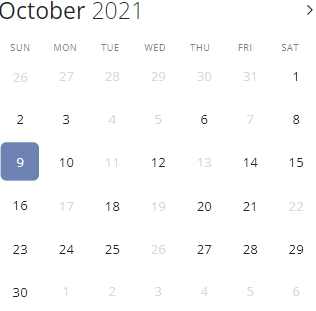 October 2021
SUN MON TUE WED THU FRI SAT
26 27 28 29 30 31 1
2 3 4 5 6 7 8
9 10 11 12 13 14 15
16 17 18 19 20 21 22
23 24 25 26 27 28 29
30 1 2 3 4 5 6